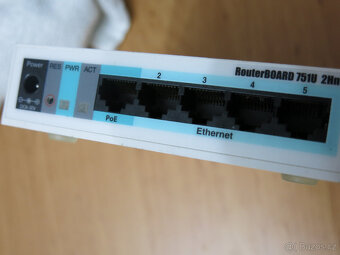 RouterBOARD 751U 2Hn
Power RES PWR ACT
2 3 4 5
PoE
Ethernet